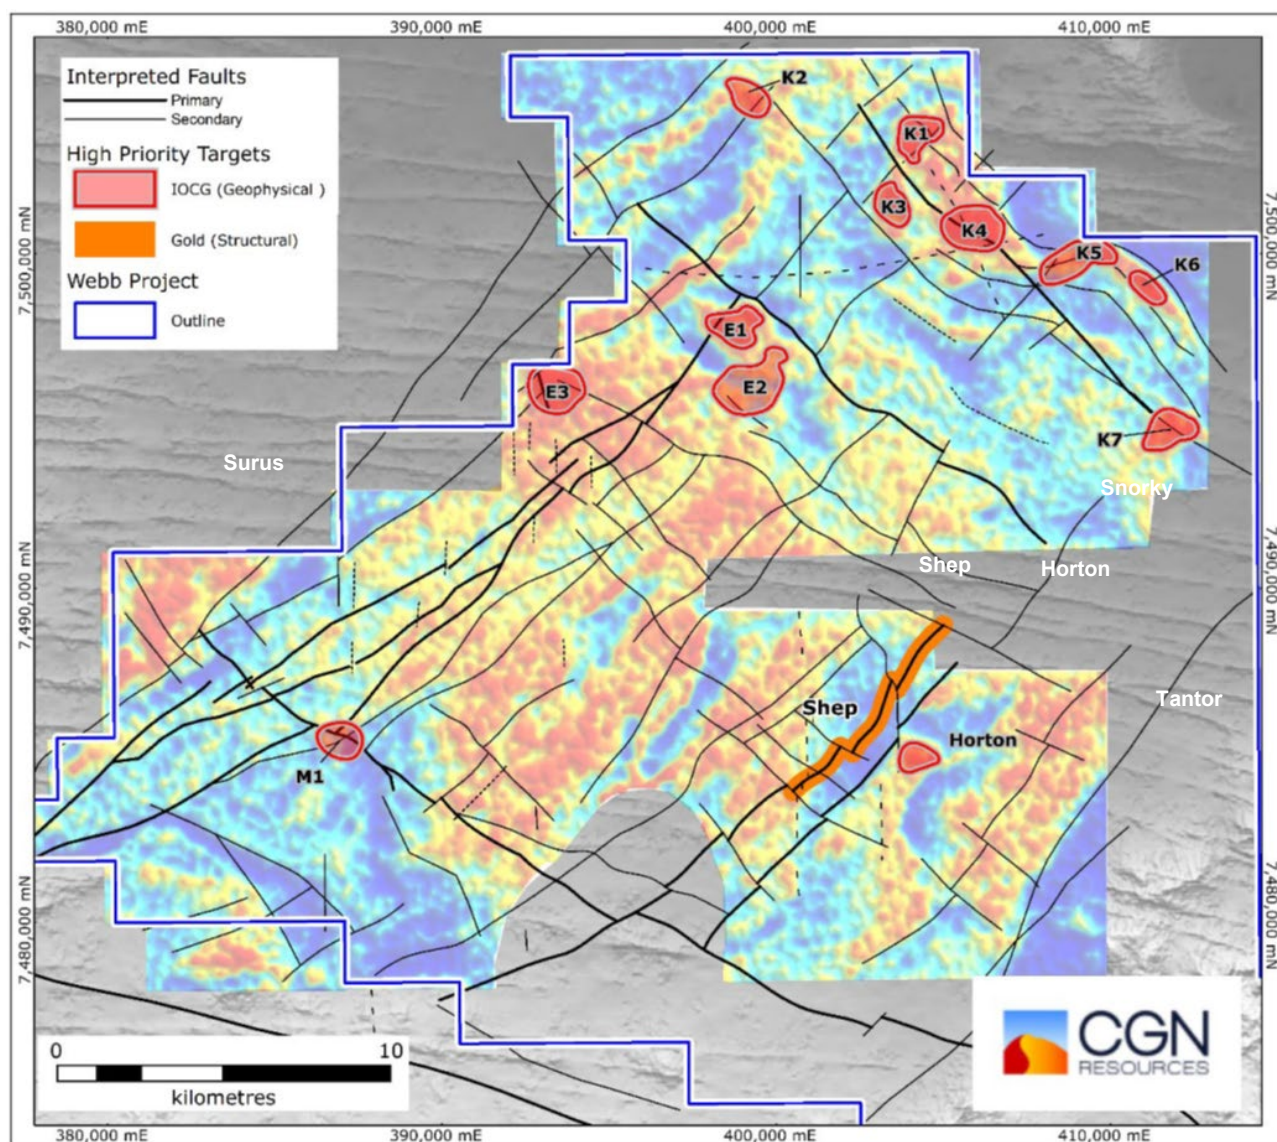 380,000 mE 390,000 mE 400,000 mE 410,000 mE
Interpreted Faults
Primary
Secondary
High Priority Targets
IOCG (Geophysical )
Gold (Structural)
Webb Project
Outline
K2
K1
K3
K4
K5
K6
E1
E2
E3
K7
Surus
Snorky
Shep
Horton
Tantor
Shep
Horton
M1
7,500,000 mN
7,490,000 mN
7,480,000 mN
7,500,000 mN
7,490,000 mN
7,480,000 mN
0 10
kilometres
CGN
RESOURCES
380,000 mE 390,000 mE 400,000 mE 410,000 mE